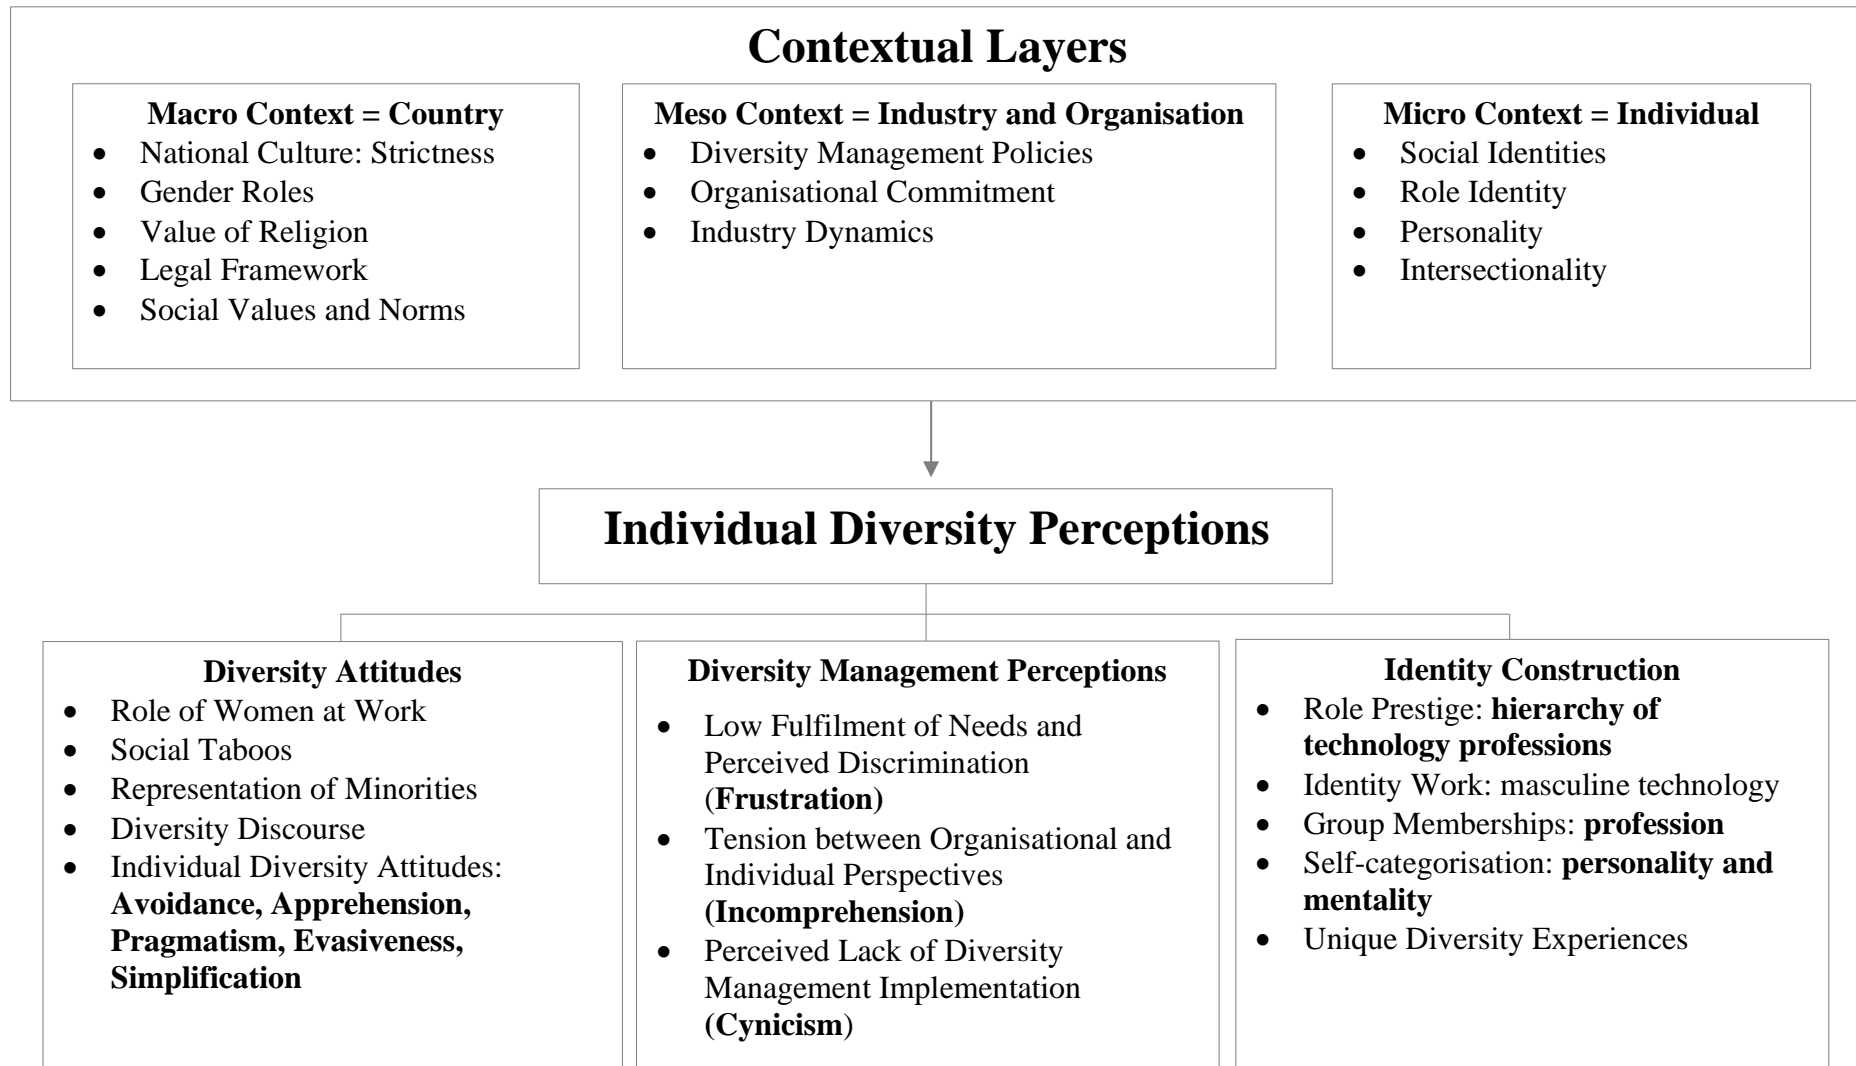 Contextual Layers
Macro Context = Country
• National Culture: Strictness
• Gender Roles
• Value of Religion
• Legal Framework
• Social Values and Norms
Meso Context = Industry and Organisation
• Diversity Management Policies
• Organisational Commitment
• Industry Dynamics
Micro Context = Individual
• Social Identities
• Role Identity
• Personality
• Intersectionality
Individual Diversity Perceptions
Diversity Attitudes
• Role of Women at Work
• Social Taboos
• Representation of Minorities
• Diversity Discourse
• Individual Diversity Attitudes:
Avoidance, Apprehension,
Pragmatism, Evasiveness,
Simplification
Diversity Management Perceptions
• Low Fulfilment of Needs and
Perceived Discrimination
(Frustration)
• Tension between Organisational and
Individual Perspectives
(Incomprehension)
• Perceived Lack of Diversity
Management Implementation
(Cynicism)
Identity Construction
• Role Prestige: hierarchy of
technology professions
• Identity Work: masculine technology
• Group Memberships: profession
• Self-categorisation: personality and
mentality
• Unique Diversity Experiences